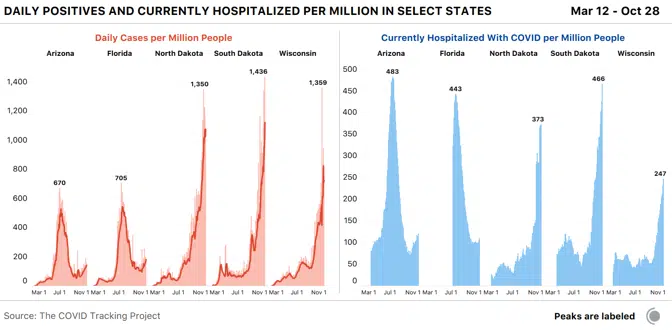 DAILY POSITIVES AND CURRENTLY HOSPITALIZED PER MILLION IN SELECT STATES
Mar 12 - Oct 28
Daily Cases per Million People
Arizona Florida North Dakota South Dakota Wisconsin
1,400
1,200
1,000
800
600
400
200
0
670
705
1,350
1,436
1,359
Mar 1 Jul 1 Nov 1 Mar 1 Jul 1 Nov 1 Mar 1 Jul 1 Nov 1 Mar 1 Jul 1 Nov 1 Mar 1 Jul 1 Nov 1
Currently Hospitalized With COVID per Million People
Arizona Florida North Dakota South Dakota Wisconsin
500
450
400
350
300
250
200
150
100
50
0
483
443
373
466
247
Mar 1 Jul 1 Nov 1 Mar 1 Jul 1 Nov 1 Mar 1 Jul 1 Nov 1 Mar 1 Jul 1 Nov 1 Mar 1 Jul 1 Nov 1
Source: The COVID Tracking Project
Peaks are labeled